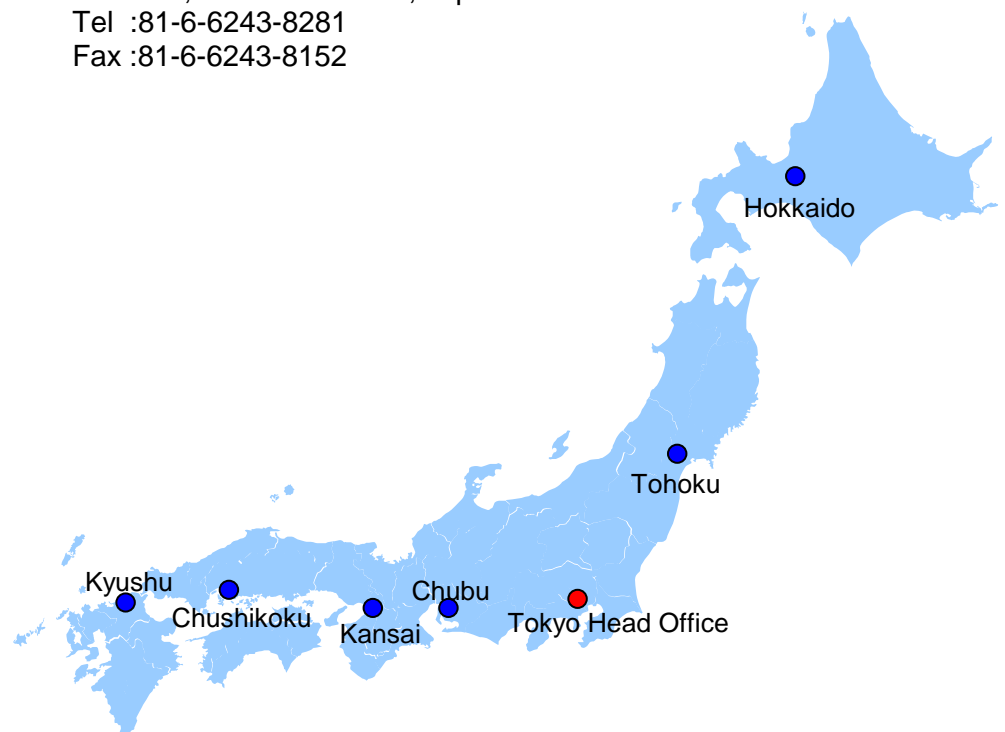 Tel :81-6-6243-8281
Fax :81-6-6243-8152
Hokkaido
Tohoku
Kyushu
Chubu
Chushikoku
Kansai
Tokyo Head Office